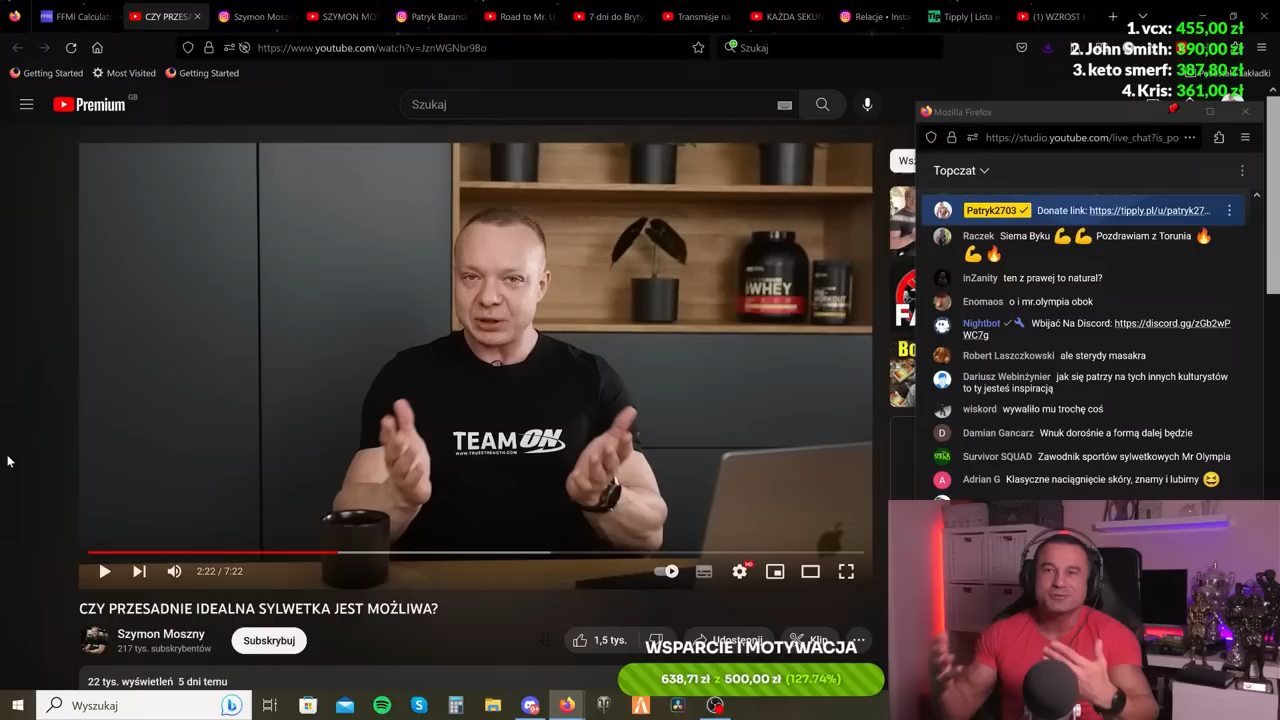 FFMI Calculat
CZY PRZES
Szymon Mosz
SZYMON MO
Patryk Barans
Road to Mr. U
7 dni do Bryty
Transmisje na
KAŻDA SEKU
Relacje • Insta
Tipply | Lista w
(1) WZROST I
1. vcx: 455,00 zł
https://www.youtube.com/watch?v=JznWGNbr9Bo
Szukaj
2. John Smith: 390,00 zł
Getting Started
Most Visited
Getting Started
3. keto smerf: 387,80 zł
4. Kris: 361,00 zł
Premium GB
Szukaj
Mozilla Firefox
https://studio.youtube.com/live_chat?is_po
Topczat
Patryk2703 Donate link: https://tipply.pl/u/patryk27...
Raczek Siema Byku 💪 💪 Pozdrawiam z Torunia 🔥
💪 🔥
inZanity ten z prawej to natural?
Enomaos o i mr.olympia obok
Nightbot Wbijać Na Discord: https://discord.gg/zGb2wP
WC7g
Robert Laszczkowski ale sterydy masakra
Dariusz Webinżynier jak się patrzy na tych innych kulturystów
to ty jesteś inspiracją
wiskord wywaliło mu trochę coś
Damian Gancarz Wnuk dorośnie a formą dalej będzie
Survivor SQUAD Zawodnik sportów sylwetkowych Mr Olympia
Adrian G Klasyczne naciągnięcie skóry, znamy i lubimy 😆
WHEY
TEAM ON
WWW.TRUESTRENGTH.COM
2:22 / 7:22
HD
CZY PRZESADNIE IDEALNA SYLWETKA JEST MOŻLIWA?
Szymon Moszny
217 tys. subskrybentów
Subskrybuj
1,5 tys.
Udostępnij
Klip
WSPARCIE I MOTYWACJA
638,71 zł z 500,00 zł (127.74%)
22 tys. wyświetleń 5 dni temu
Wyszukaj